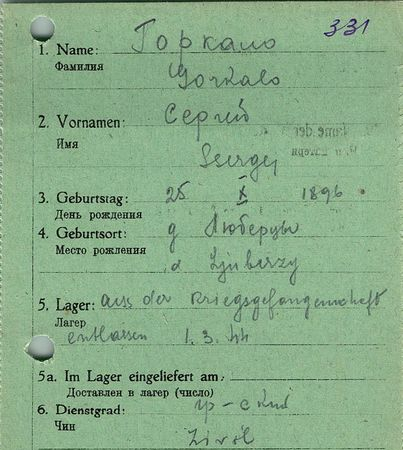 331
1. Name: Горкало
Фамилия
Gorkalo
2. Vornamen: Сергий
Имя
Sergej
3. Geburtstag: 25 X 1896
День рождения
4. Geburtsort: д Люберцы
Место рождения
d Ljuberzy
5. Lager: aus der Kriegsgefangenschaft
Лагер
entlassen 1.3.44
5a. Im Lager eingeliefert am:
Доставлен в лагер (число)
6. Dienstgrad: гр-ский
Чин
Zivil